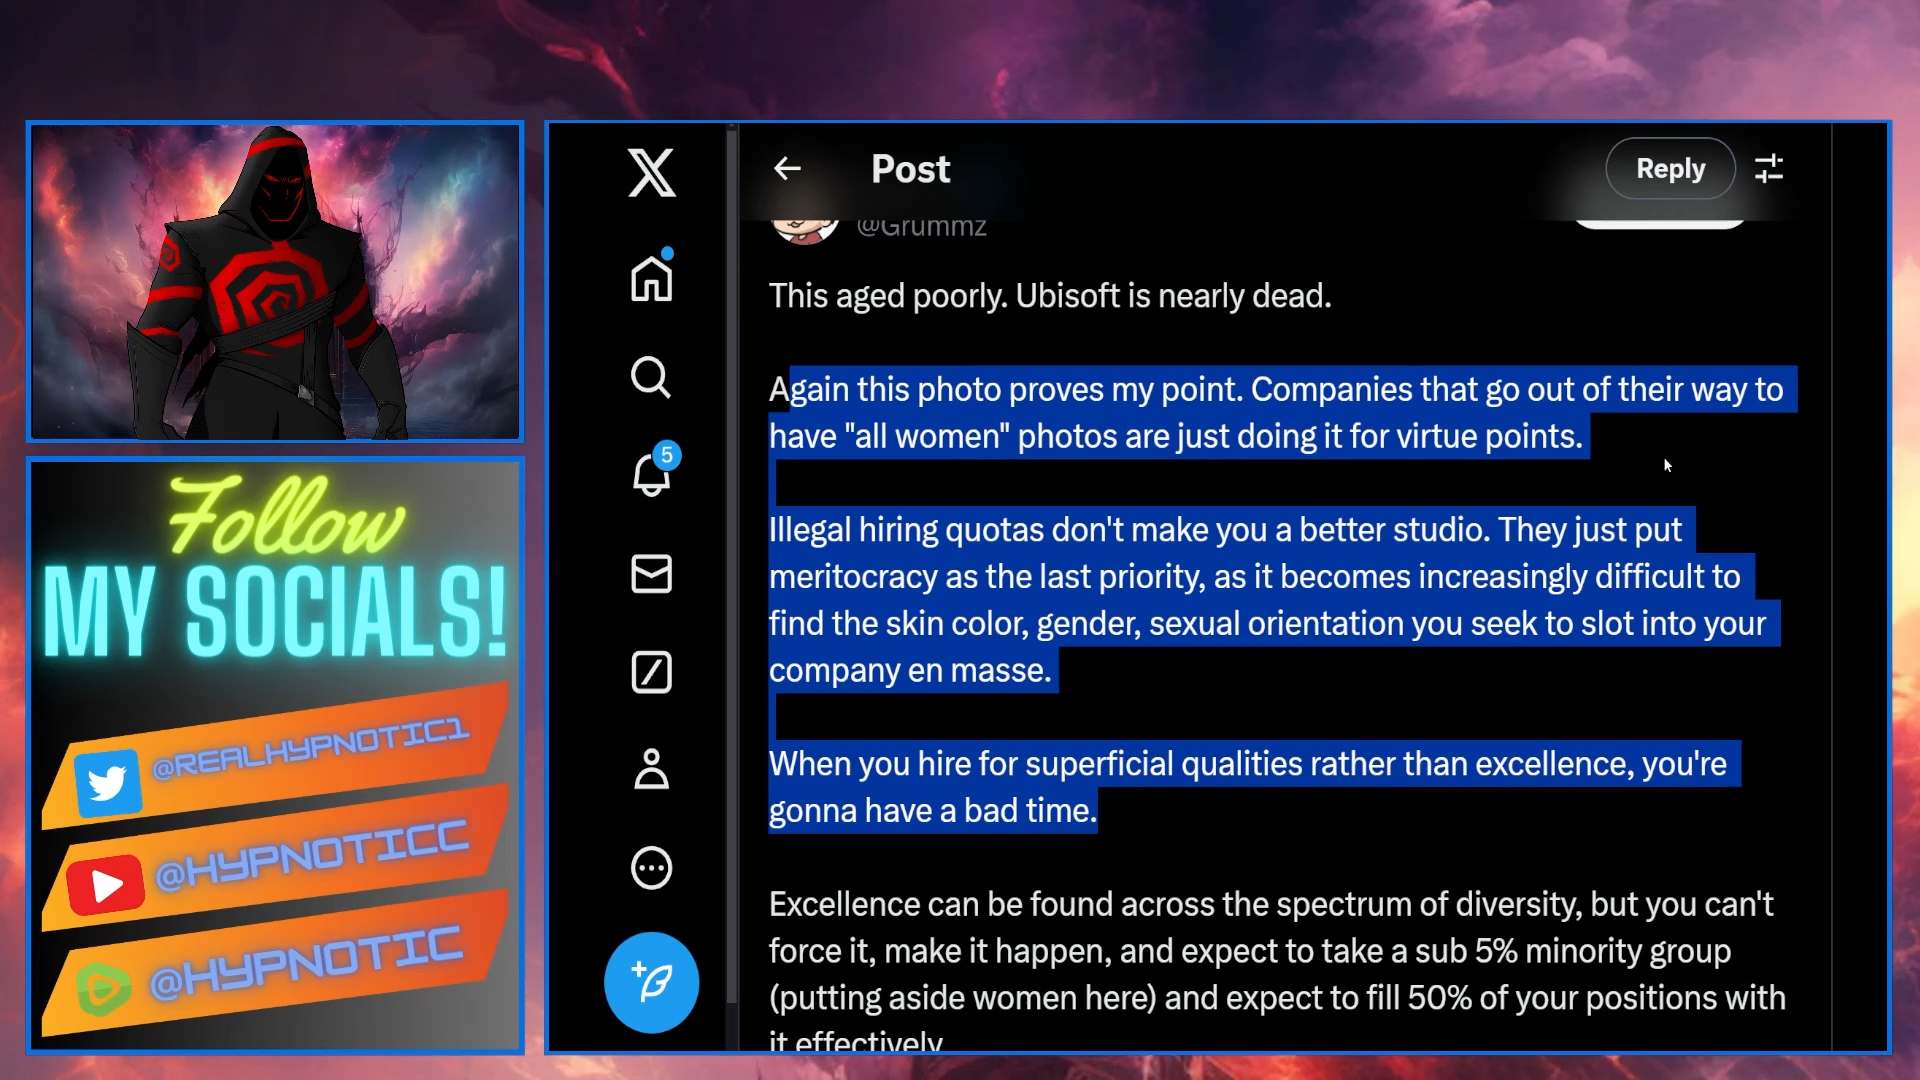 Post
Reply
@Grummz
This aged poorly. Ubisoft is nearly dead.
Again this photo proves my point. Companies that go out of their way to
have "all women" photos are just doing it for virtue points.
Illegal hiring quotas don't make you a better studio. They just put
meritocracy as the last priority, as it becomes increasingly difficult to
find the skin color, gender, sexual orientation you seek to slot into your
company en masse.
When you hire for superficial qualities rather than excellence, you're
gonna have a bad time.
Excellence can be found across the spectrum of diversity, but you can't
force it, make it happen, and expect to take a sub 5% minority group
(putting aside women here) and expect to fill 50% of your positions with
it effectively
5
Follow
MY SOCIALS!
@REALHYPNOTIC1
@HYPNOTICC
@HYPNOTIC